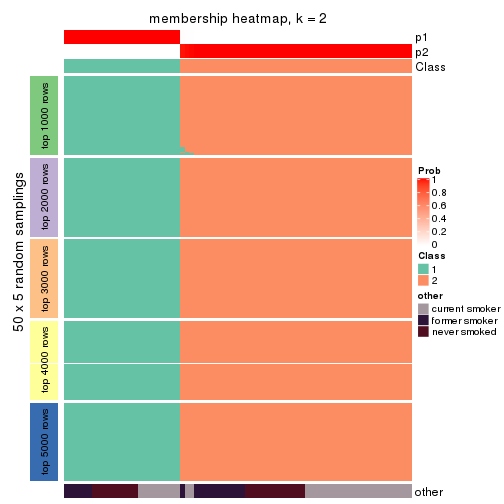 membership heatmap, k = 2
p1
p2
Class
50 x 5 random samplings
top 1000 rows
top 2000 rows
top 3000 rows
top 4000 rows
top 5000 rows
other
Prob
1
0.8
0.6
0.4
0.2
0
Class
1
2
other
current smoker
former smoker
never smoked